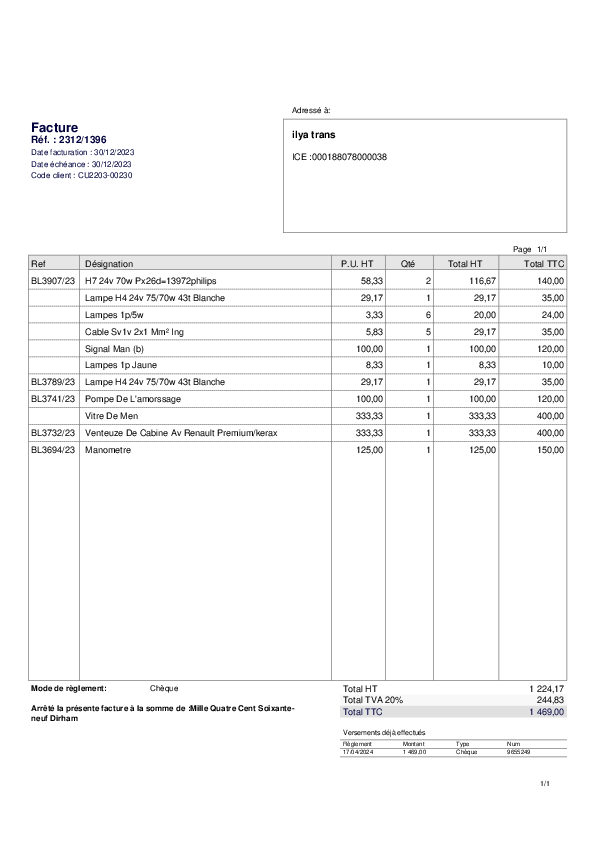 Adressé à:
Facture
Réf. : 2312/1396
Date facturation : 30/12/2023
Date échéance : 30/12/2023
Code client : CU2203-00230
ilya trans
ICE :000188078000038
Page 1/1
Ref Désignation P.U. HT Qté Total HT Total TTC
BL3907/23 H7 24v 70w Px26d=13972philips 58,33 2 116,67 140,00
Lampe H4 24v 75/70w 43t Blanche 29,17 1 29,17 35,00
Lampes 1p/5w 3,33 6 20,00 24,00
Cable Sv1v 2x1 Mm² Ing 5,83 5 29,17 35,00
Signal Man (b) 100,00 1 100,00 120,00
Lampes 1p Jaune 8,33 1 8,33 10,00
BL3789/23 Lampe H4 24v 75/70w 43t Blanche 29,17 1 29,17 35,00
BL3741/23 Pompe De L'amorssage 100,00 1 100,00 120,00
Vitre De Men 333,33 1 333,33 400,00
BL3732/23 Venteuze De Cabine Av Renault Premium/kerax 333,33 1 333,33 400,00
BL3694/23 Manometre 125,00 1 125,00 150,00
Mode de règlement: Chèque
Total HT 1 224,17
Total TVA 20% 244,83
Total TTC 1 469,00
Arrêté la présente facture à la somme de :Mille Quatre Cent Soixante-
neuf Dirham
Versements déjà effectués
Règlement Montant Type Num
17/04/2024 1 469,00 Chèque 9655249
1/1